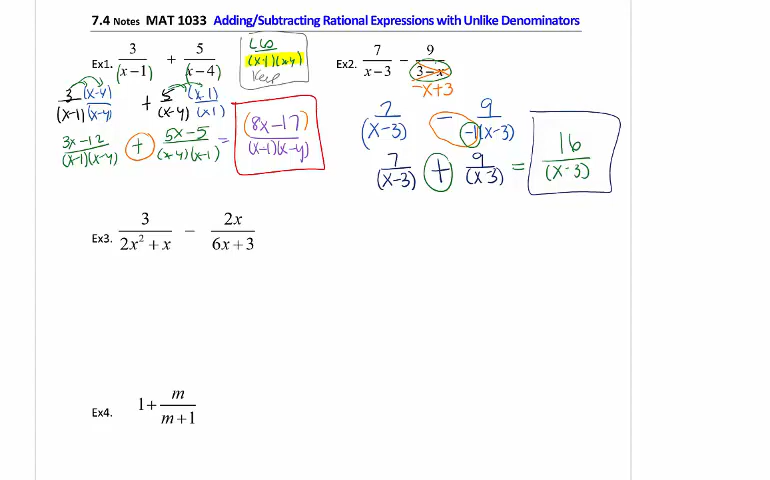 7.4 Notes MAT 1033 Adding/Subtracting Rational Expressions with Unlike Denominators
Ex1. 3/(x−1) + 5/(x−4)
LCD
(x-1)(x-4)
Keep
3(x-4)/(x-1)(x-4) + 5(x-1)/(x-4)(x-1)
3x-12/(x-1)(x-4) + 5x-5/(x-4)(x-1) = (8x-17)/(x-1)(x-4)
Ex2. 7/x−3 − 9/3−x
-x+3
7/(x-3) - 9/-1(x-3)
7/(x-3) + 9/(x-3) = 16/(x-3)
Ex3. 3/2x²+x − 2x/6x+3
Ex4. 1+ m/m+1